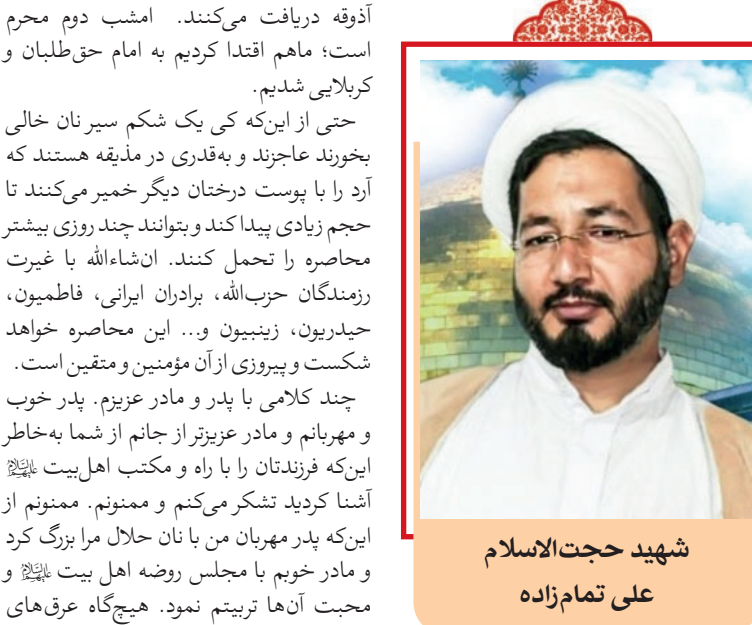 آذوقه دریافت می‌کنند. امشب دوم محرم
است؛ ماهم اقتدا کردیم به امام حق‌طلبان و
کربلایی شدیم.
حتی از این‌که کی یک شکم سیر نان خالی
بخورند عاجزند و به‌قدری در مذیقه هستند که
آرد را با پوست درختان دیگر خمیر می‌کنند تا
حجم زیادی پیدا کند و بتوانند چند روزی بیشتر
محاصره را تحمل کنند. ان‌شاءالله با غیرت
رزمندگان حزب‌الله، برادران ایرانی، فاطمیون،
حیدریون، زینبیون و... این محاصره خواهد
شکست و پیروزی از آن مؤمنین و متقین است.
چند کلامی با پدر و مادر عزیزم. پدر خوب
و مهربانم و مادر عزیزتر از جانم از شما به‌خاطر
این‌که فرزندتان را با راه و مکتب اهل‌بیت علیهم‌السلام
آشنا کردید تشکر می‌کنم و ممنونم. ممنونم از
این‌که پدر مهربان من با نان حلال مرا بزرگ کرد
و مادر خوبم با مجلس روضه اهل بیت علیهم‌السلام و
محبت آن‌ها تربیتم نمود. هیچ‌گاه عرق‌های
شهید حجت‌الاسلام
علی تمام‌زاده